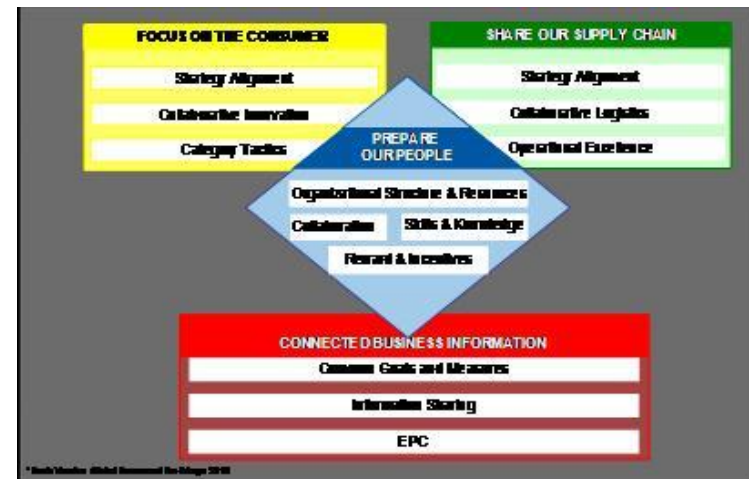 FOCUS ON THE CONSUMER
Strategy Alignment
Collaborative Innovation
Category Tactics
SHARE OUR SUPPLY CHAIN
Strategy Alignment
Collaborative Logistics
Operational Excellence
PREPARE
OUR PEOPLE
Organisational Structure & Resources
Collaboration
Skills & Knowledge
Reward & Incentives
CONNECTED BUSINESS INFORMATION
Common Goals and Measures
Information Sharing
EPC